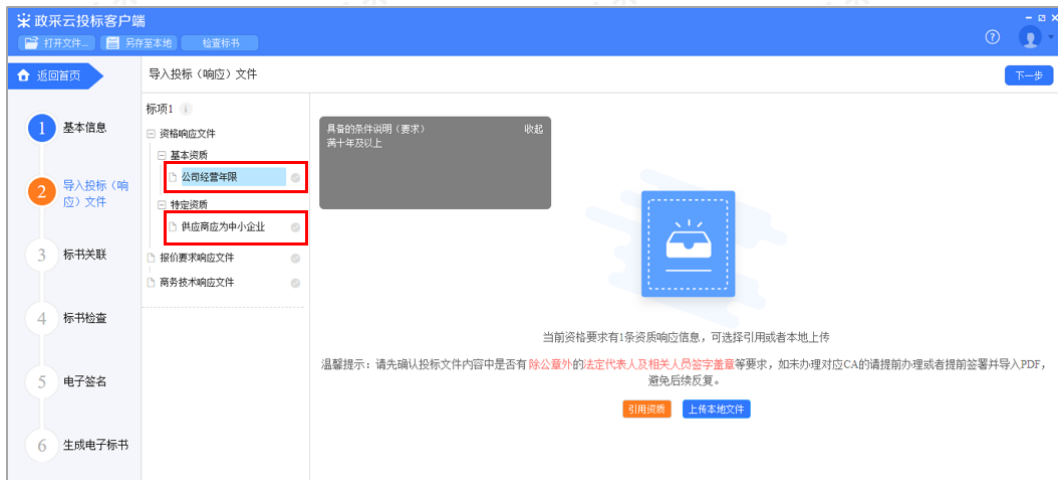 政采云投标客户端
打开文件... 另存至本地 检查标书
返回首页
导入投标（响应）文件
下一步
1 基本信息
2 导入投标（响应）文件
3 标书关联
4 标书检查
5 电子签名
6 生成电子标书
标项1
资格响应文件
基本资质
公司经营年限
特定资质
供应商应为中小企业
报价要求响应文件
商务技术响应文件
具备的条件说明（要求） 收起
满十年及以上
当前资格要求有1条资质响应信息，可选择引用或者本地上传
温馨提示：请先确认投标文件内容中是否有除公章外的法定代表人及相关人员签字盖章等要求，如未办理对应CA的请提前办理或者提前签署并导入PDF，
避免后续反复。
引用资质 上传本地文件